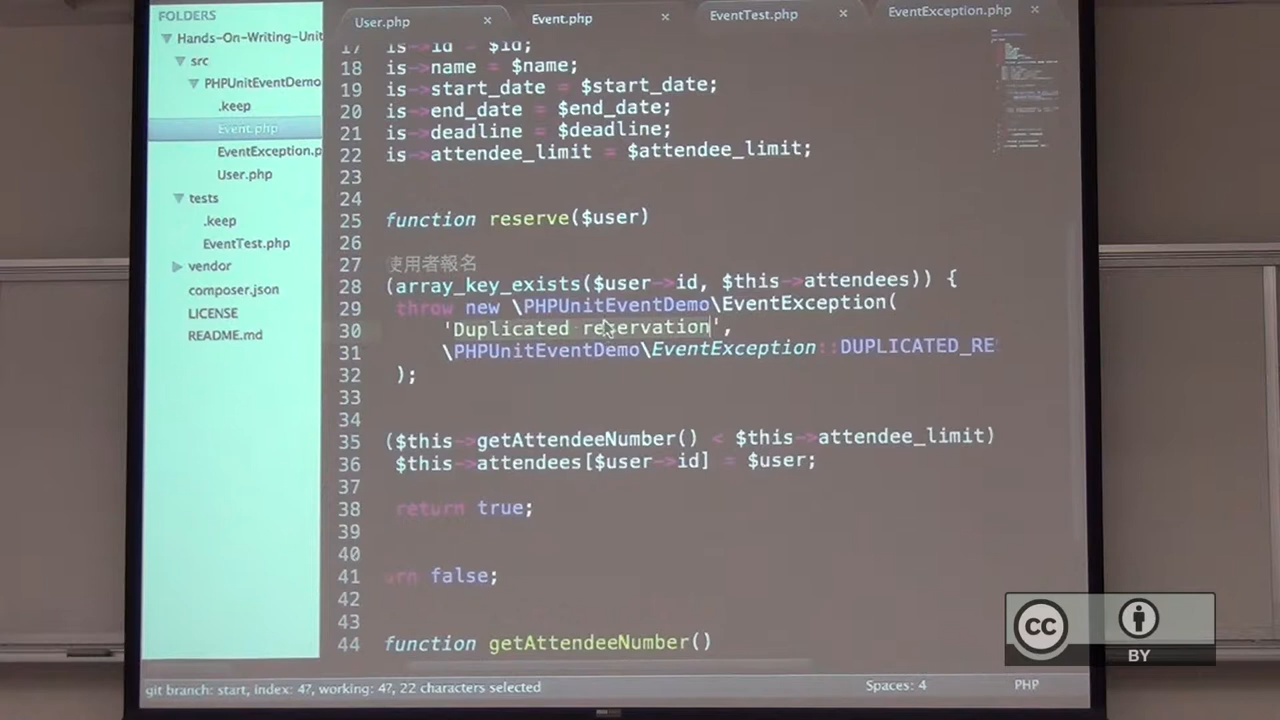 FOLDERS
Hands-On-Writing-Unit
src
PHPUnitEventDemo
.keep
Event.php
EventException.p
User.php
tests
.keep
EventTest.php
vendor
composer.json
LICENSE
README.md
User.php × Event.php × EventTest.php × EventException.php ×
17 is->id = $id;
18 is->name = $name;
19 is->start_date = $start_date;
20 is->end_date = $end_date;
21 is->deadline = $deadline;
22 is->attendee_limit = $attendee_limit;
23
24
25 function reserve($user)
26
27 使用者報名
28 (array_key_exists($user->id, $this->attendees)) {
29 throw new \PHPUnitEventDemo\EventException(
30 'Duplicated reservation',
31 \PHPUnitEventDemo\EventException::DUPLICATED_RE
32 );
33
34
35 ($this->getAttendeeNumber() < $this->attendee_limit)
36 $this->attendees[$user->id] = $user;
37
38 return true;
39
40
41 urn false;
42
43
44 function getAttendeeNumber()
git branch: start, index: 4?, working: 4?, 22 characters selected
Spaces: 4
PHP
cc
BY